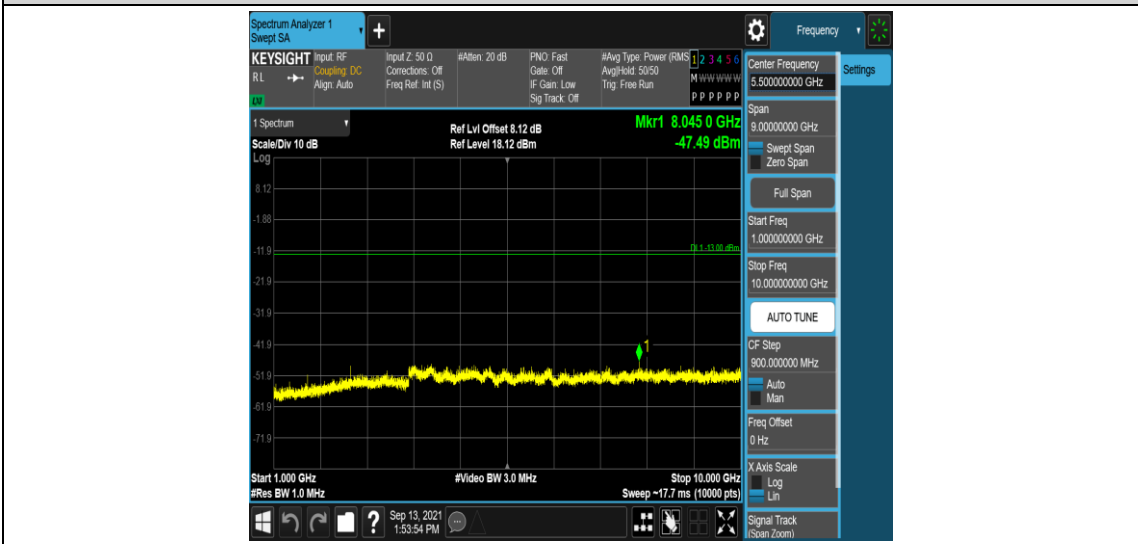 Spectrum Analyzer 1
Swept SA
+
Frequency
KEYSIGHT
RL
LXI
Input: RF
Coupling: DC
Align: Auto
Input Z: 50 Ω
Corrections: Off
Freq Ref: Int (S)
#Atten: 20 dB
PNO: Fast
Gate: Off
IF Gain: Low
Sig Track: Off
#Avg Type: Power (RMS
Avg|Hold: 50/50
Trig: Free Run
1 2 3 4 5 6
M W W W W W
P P P P P P
1 Spectrum
Scale/Div 10 dB
Log
Ref Lvl Offset 8.12 dB
Ref Level 18.12 dBm
Mkr1 8.045 0 GHz
-47.49 dBm
8.12
-1.88
-11.9
DL1 -13.00 dBm
-21.9
-31.9
-41.9
1
-51.9
-61.9
-71.9
Start 1.000 GHz
#Video BW 3.0 MHz
Stop 10.000 GHz
#Res BW 1.0 MHz
Sweep ~17.7 ms (10000 pts)
?
Sep 13, 2021
1:53:54 PM
Center Frequency
5.500000000 GHz
Settings
Span
9.00000000 GHz
Swept Span
Zero Span
Full Span
Start Freq
1.000000000 GHz
Stop Freq
10.000000000 GHz
AUTO TUNE
CF Step
900.000000 MHz
Auto
Man
Freq Offset
0 Hz
X Axis Scale
Log
Lin
Signal Track
(Span Zoom)